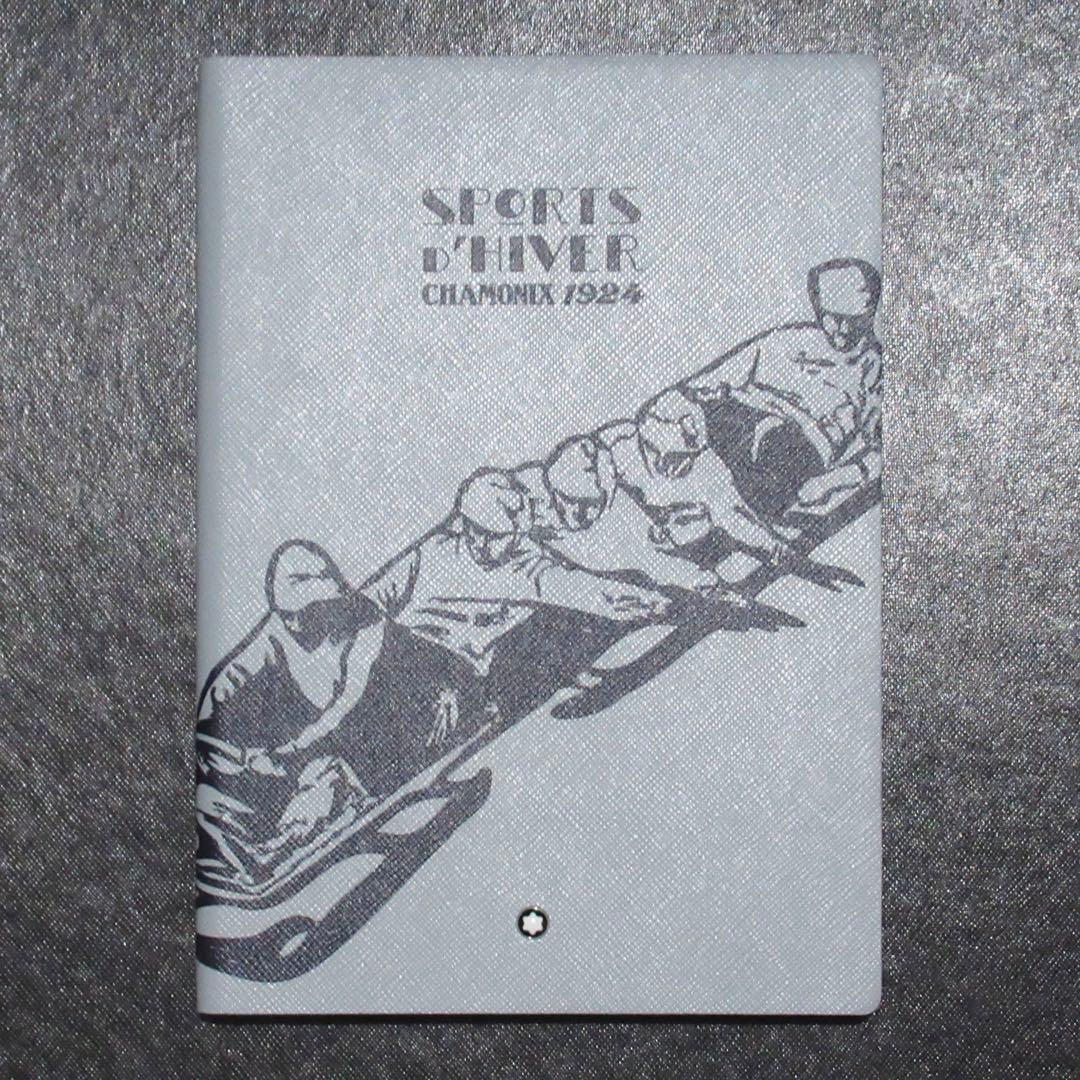 SPORTS
D'HIVER
CHAMONIX 1924